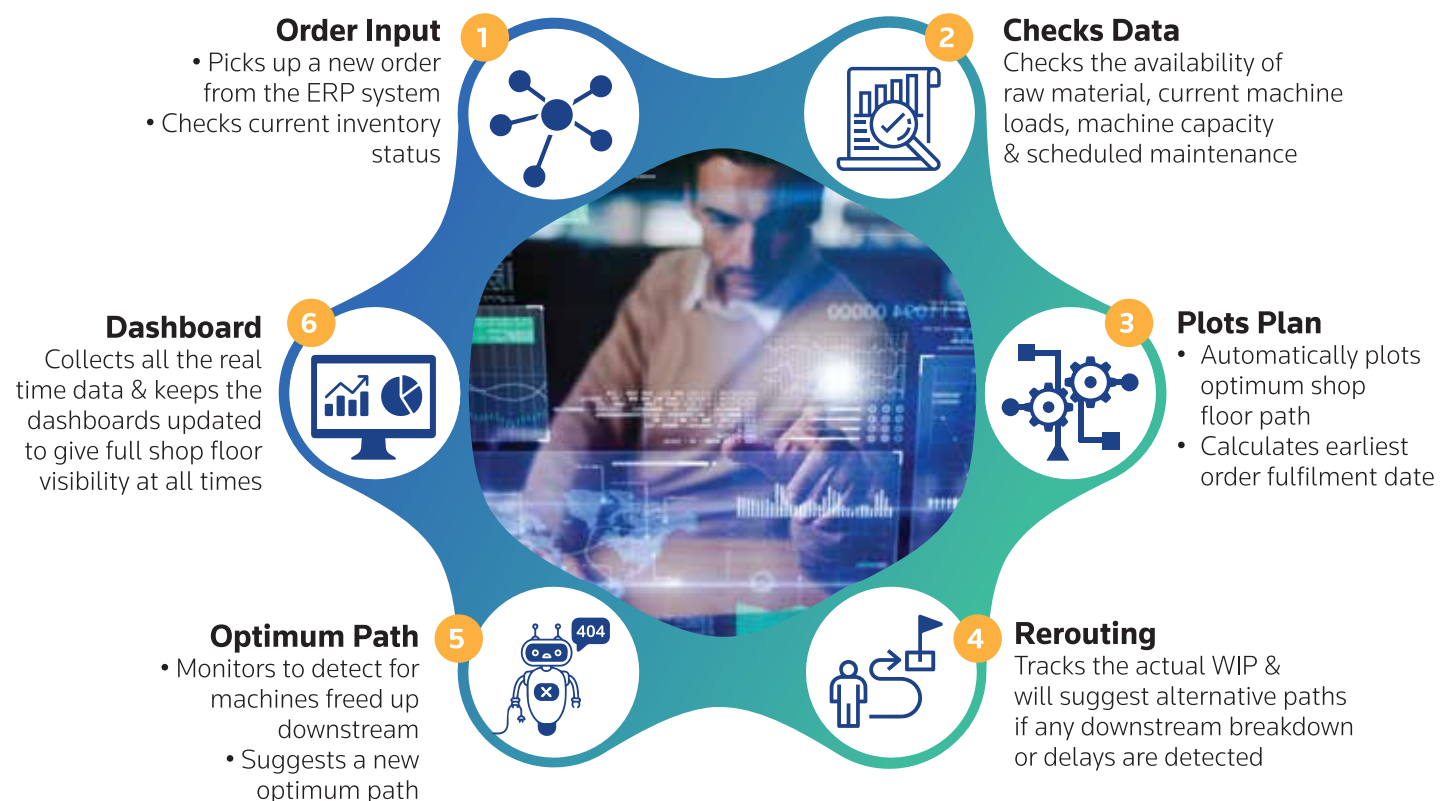 1
Order Input
• Picks up a new order
from the ERP system
• Checks current inventory
status
2
Checks Data
Checks the availability of
raw material, current machine
loads, machine capacity
& scheduled maintenance
3
Plots Plan
• Automatically plots
optimum shop
floor path
• Calculates earliest
order fulfilment date
4
Rerouting
Tracks the actual WIP &
will suggest alternative paths
if any downstream breakdown
or delays are detected
5
Optimum Path
• Monitors to detect for
machines freed up
downstream
• Suggests a new
optimum path
404
X
6
Dashboard
Collects all the real
time data & keeps the
dashboards updated
to give full shop floor
visibility at all times